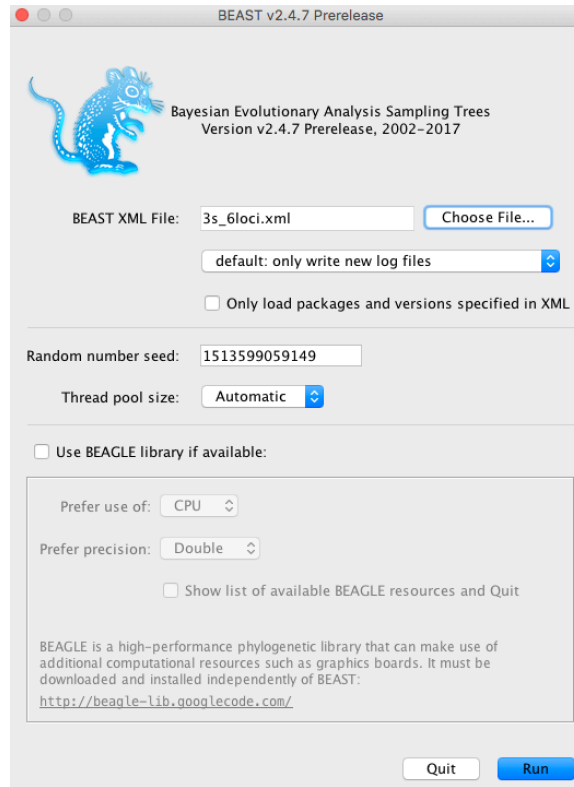 BEAST v2.4.7 Prerelease
Bayesian Evolutionary Analysis Sampling Trees
Version v2.4.7 Prerelease, 2002–2017
BEAST XML File: 3s_6loci.xml Choose File...
default: only write new log files
Only load packages and versions specified in XML
Random number seed: 1513599059149
Thread pool size: Automatic
Use BEAGLE library if available:
Prefer use of: CPU
Prefer precision: Double
Show list of available BEAGLE resources and Quit
BEAGLE is a high-performance phylogenetic library that can make use of
additional computational resources such as graphics boards. It must be
downloaded and installed independently of BEAST:
http://beagle-lib.googlecode.com/
Quit Run